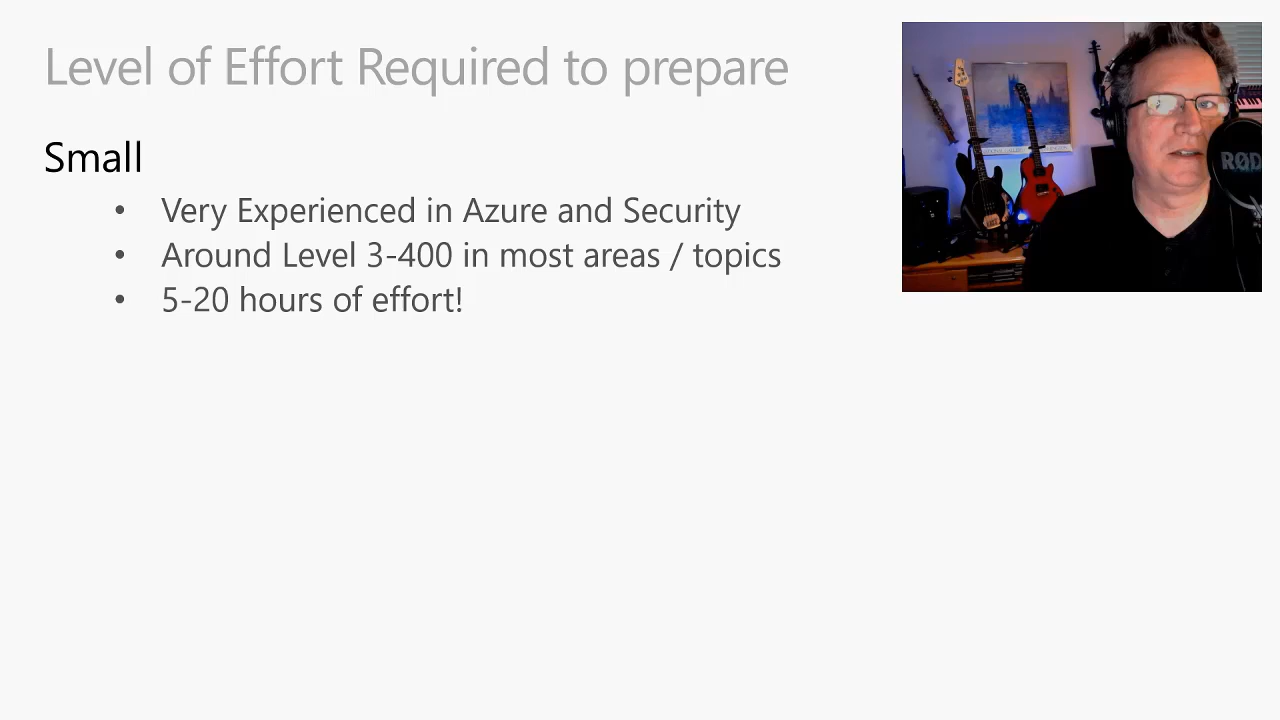 Level of Effort Required to prepare
Small
• Very Experienced in Azure and Security
• Around Level 3-400 in most areas / topics
• 5-20 hours of effort!
RØD